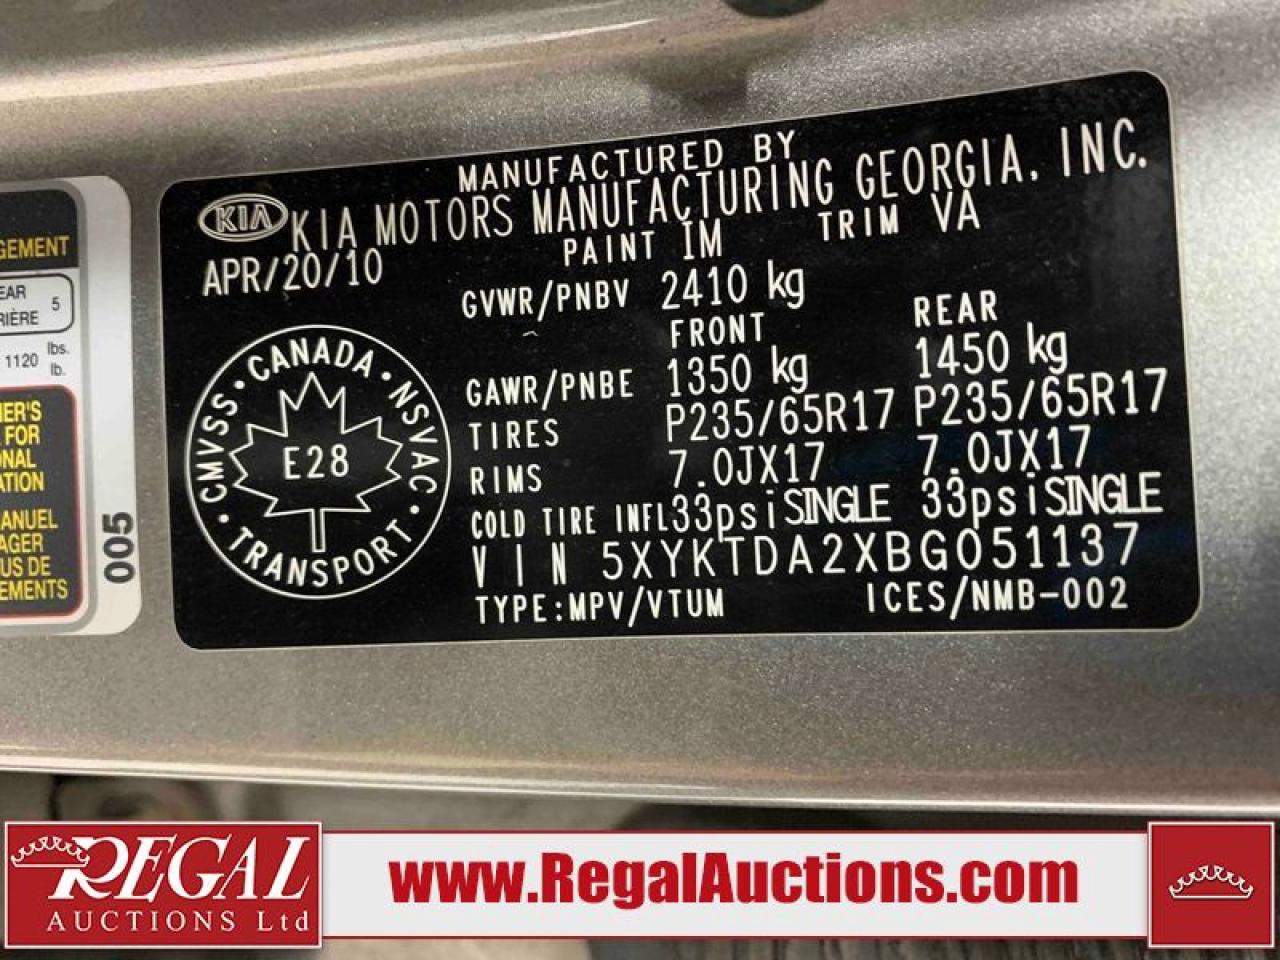 MANUFACTURED BY
KIA KIA MOTORS MANUFACTURING GEORGIA, INC.
APR/20/10 PAINT IM TRIM VA
GVWR/PNBV 2410 kg
FRONT REAR
GAWR/PNBE 1350 kg 1450 kg
TIRES P235/65R17 P235/65R17
RIMS 7.0JX17 7.0JX17
COLD TIRE INFL 33psi SINGLE 33psi SINGLE
VIN 5XYKTDA2XBG051137
TYPE:MPV/VTUM ICES/NMB-002
CANADA • NSVAC • TRANSPORT • CMVSS •
E28
5
1120 lbs.
lb.
FOR
DE
005
REGAL
AUCTIONS Ltd
www.RegalAuctions.com